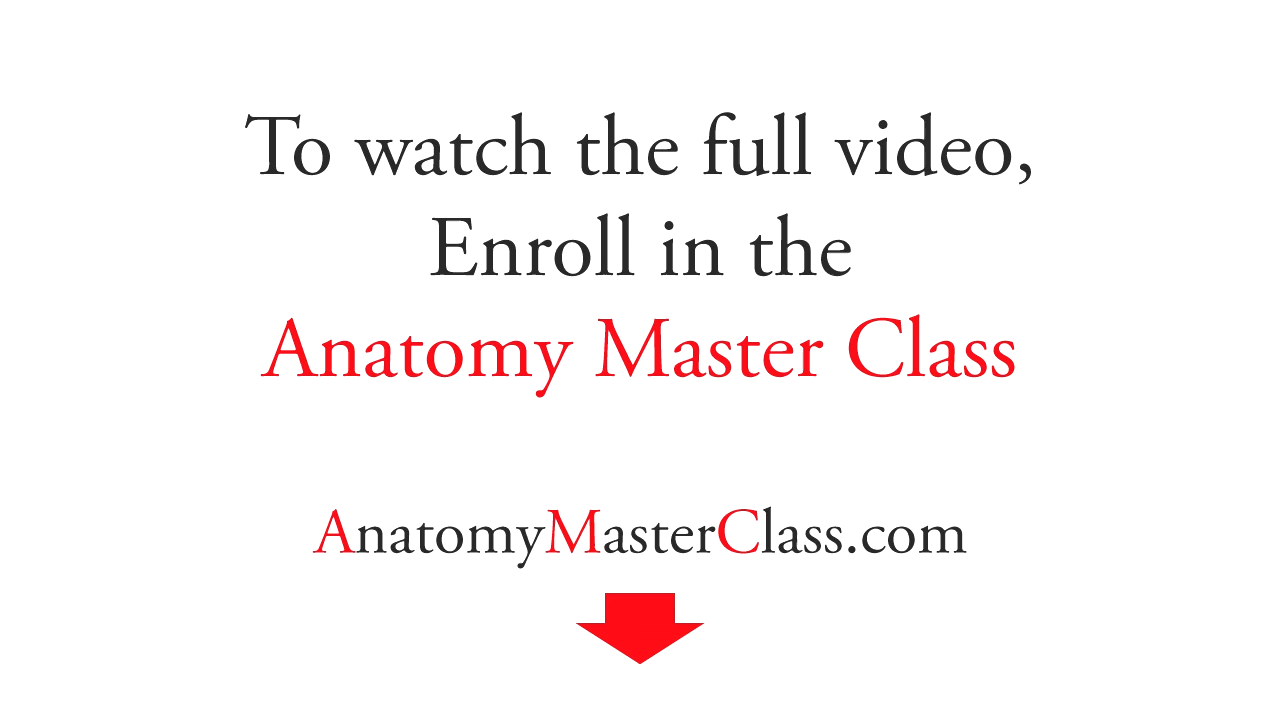 To watch the full video,
Enroll in the
Anatomy Master Class
AnatomyMasterClass.com